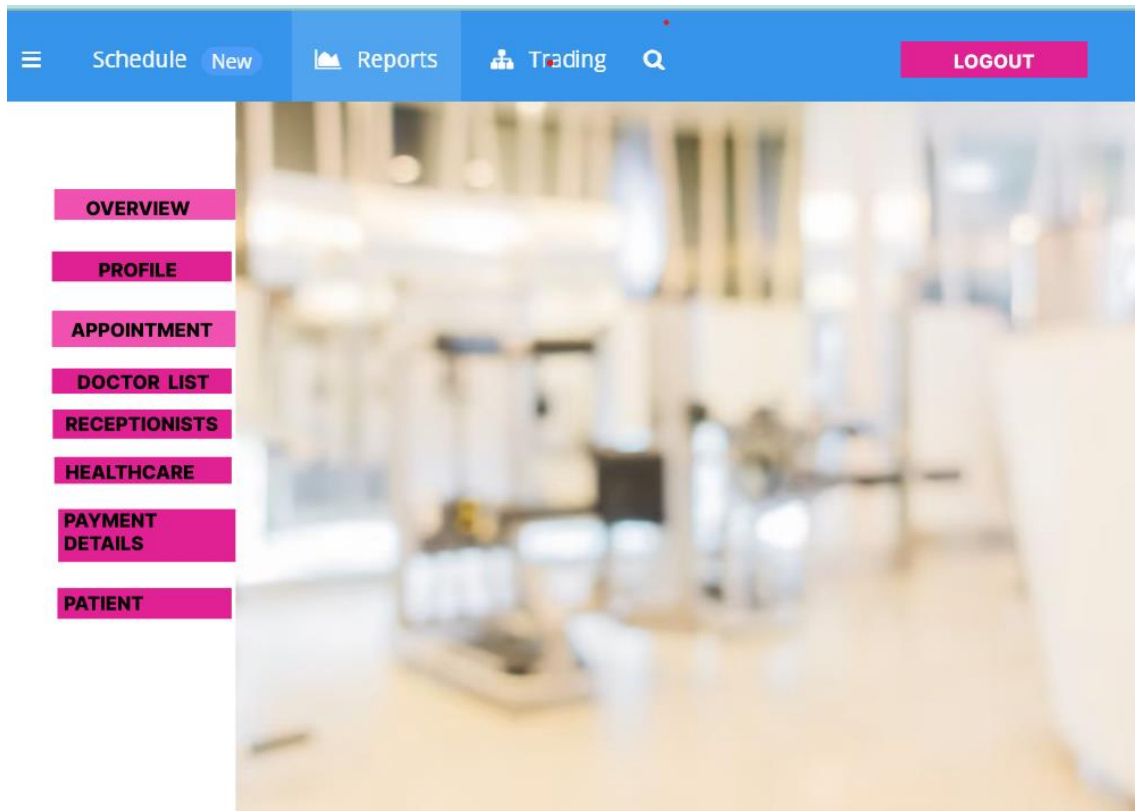 Schedule New Reports Trading LOGOUT
OVERVIEW
PROFILE
APPOINTMENT
DOCTOR LIST
RECEPTIONISTS
HEALTHCARE
PAYMENT
DETAILS
PATIENT